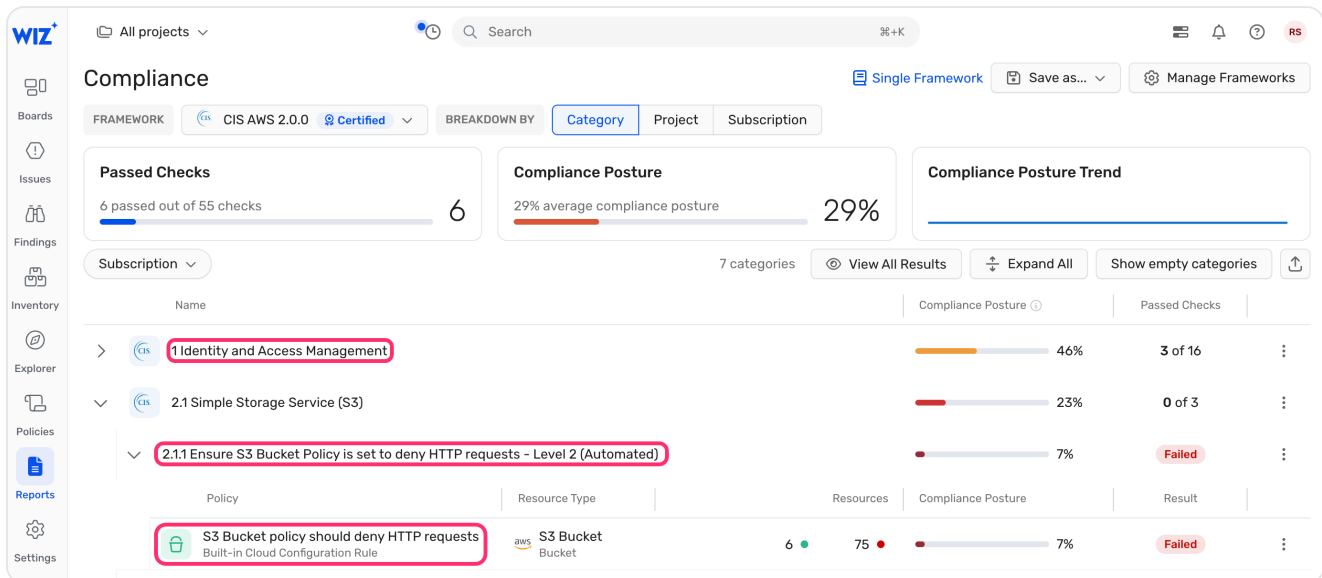 WIZ
All projects
Search
⌘+K
RS
Boards
Issues
Findings
Inventory
Explorer
Policies
Reports
Settings
Compliance
Single Framework
Save as...
Manage Frameworks
FRAMEWORK
CIS
CIS AWS 2.0.0
Certified
BREAKDOWN BY
Category
Project
Subscription
Passed Checks
6 passed out of 55 checks
6
Compliance Posture
29% average compliance posture
29%
Compliance Posture Trend
Subscription
7 categories
View All Results
Expand All
Show empty categories
Name
Compliance Posture
Passed Checks
CIS
1 Identity and Access Management
46%
3 of 16
CIS
2.1 Simple Storage Service (S3)
23%
0 of 3
2.1.1 Ensure S3 Bucket Policy is set to deny HTTP requests - Level 2 (Automated)
7%
Failed
Policy
Resource Type
Resources
Compliance Posture
Result
S3 Bucket policy should deny HTTP requests
Built-in Cloud Configuration Rule
aws
S3 Bucket
Bucket
6
75
7%
Failed